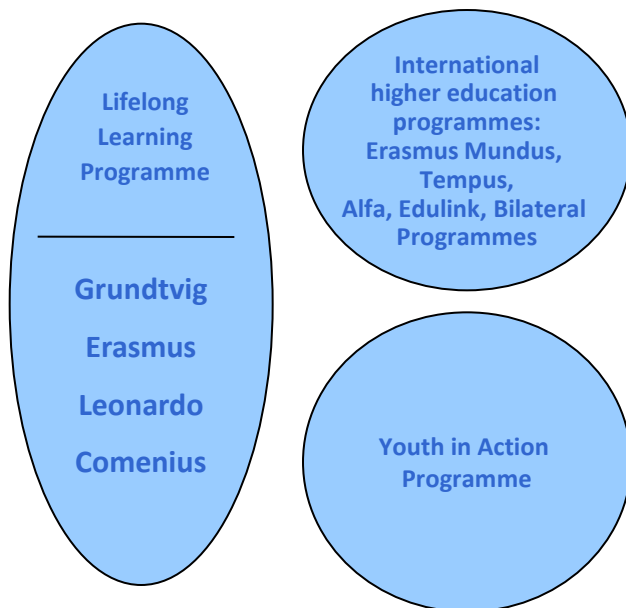 Lifelong
Learning
Programme
Grundtvig
Erasmus
Leonardo
Comenius
International
higher education
programmes:
Erasmus Mundus,
Tempus,
Alfa, Edulink, Bilateral
Programmes
Youth in Action
Programme